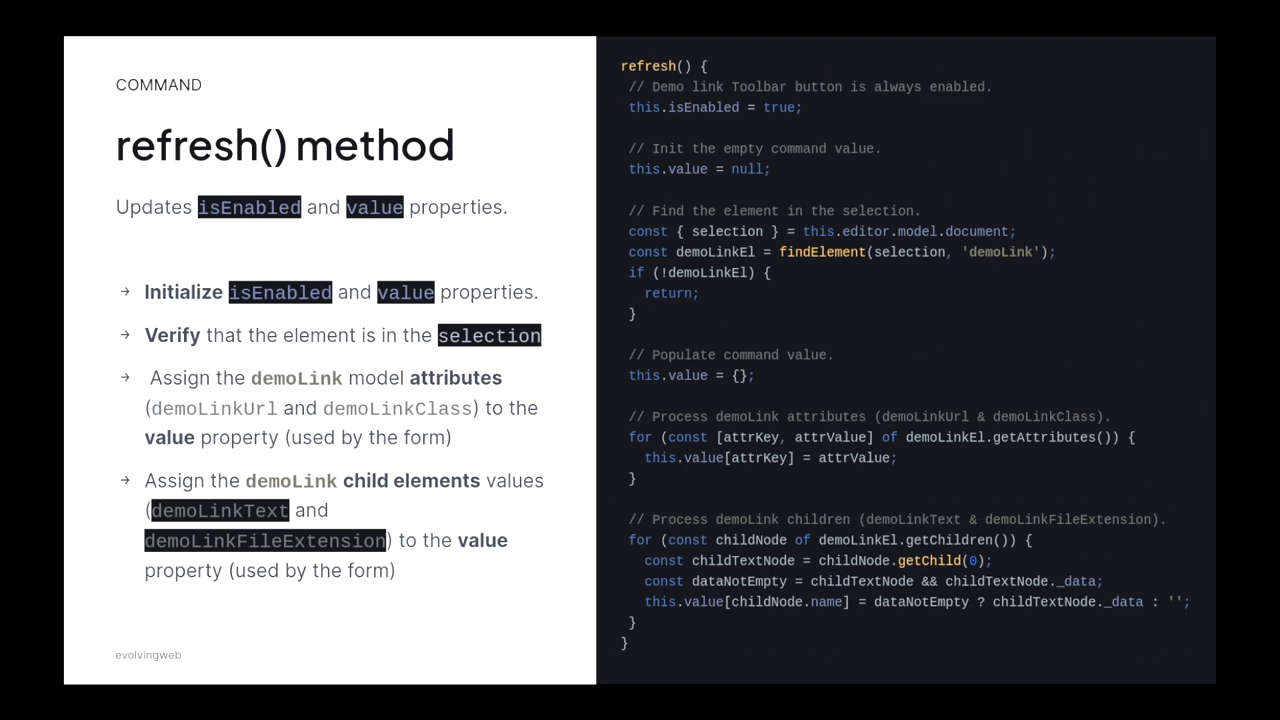 COMMAND
refresh() method
Updates isEnabled and value properties.
→ Initialize isEnabled and value properties.
→ Verify that the element is in the selection
→ Assign the demoLink model attributes
(demoLinkUrl and demoLinkClass) to the
value property (used by the form)
→ Assign the demoLink child elements values
(demoLinkText and
demoLinkFileExtension) to the value
property (used by the form)
evolvingweb
refresh() {
// Demo link Toolbar button is always enabled.
this.isEnabled = true;
// Init the empty command value.
this.value = null;
// Find the element in the selection.
const { selection } = this.editor.model.document;
const demoLinkEl = findElement(selection, 'demoLink');
if (!demoLinkEl) {
return;
}
// Populate command value.
this.value = {};
// Process demoLink attributes (demoLinkUrl & demoLinkClass).
for (const [attrKey, attrValue] of demoLinkEl.getAttributes()) {
this.value[attrKey] = attrValue;
}
// Process demoLink children (demoLinkText & demoLinkFileExtension).
for (const childNode of demoLinkEl.getChildren()) {
const childTextNode = childNode.getChild(0);
const dataNotEmpty = childTextNode && childTextNode._data;
this.value[childNode.name] = dataNotEmpty ? childTextNode._data : '';
}
}